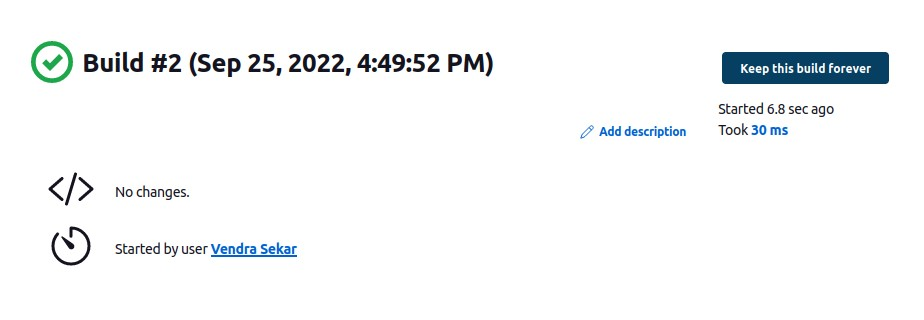 Build #2 (Sep 25, 2022, 4:49:52 PM)
Keep this build forever
Started 6.8 sec ago
Took 30 ms
Add description
No changes.
Started by user Vendra Sekar